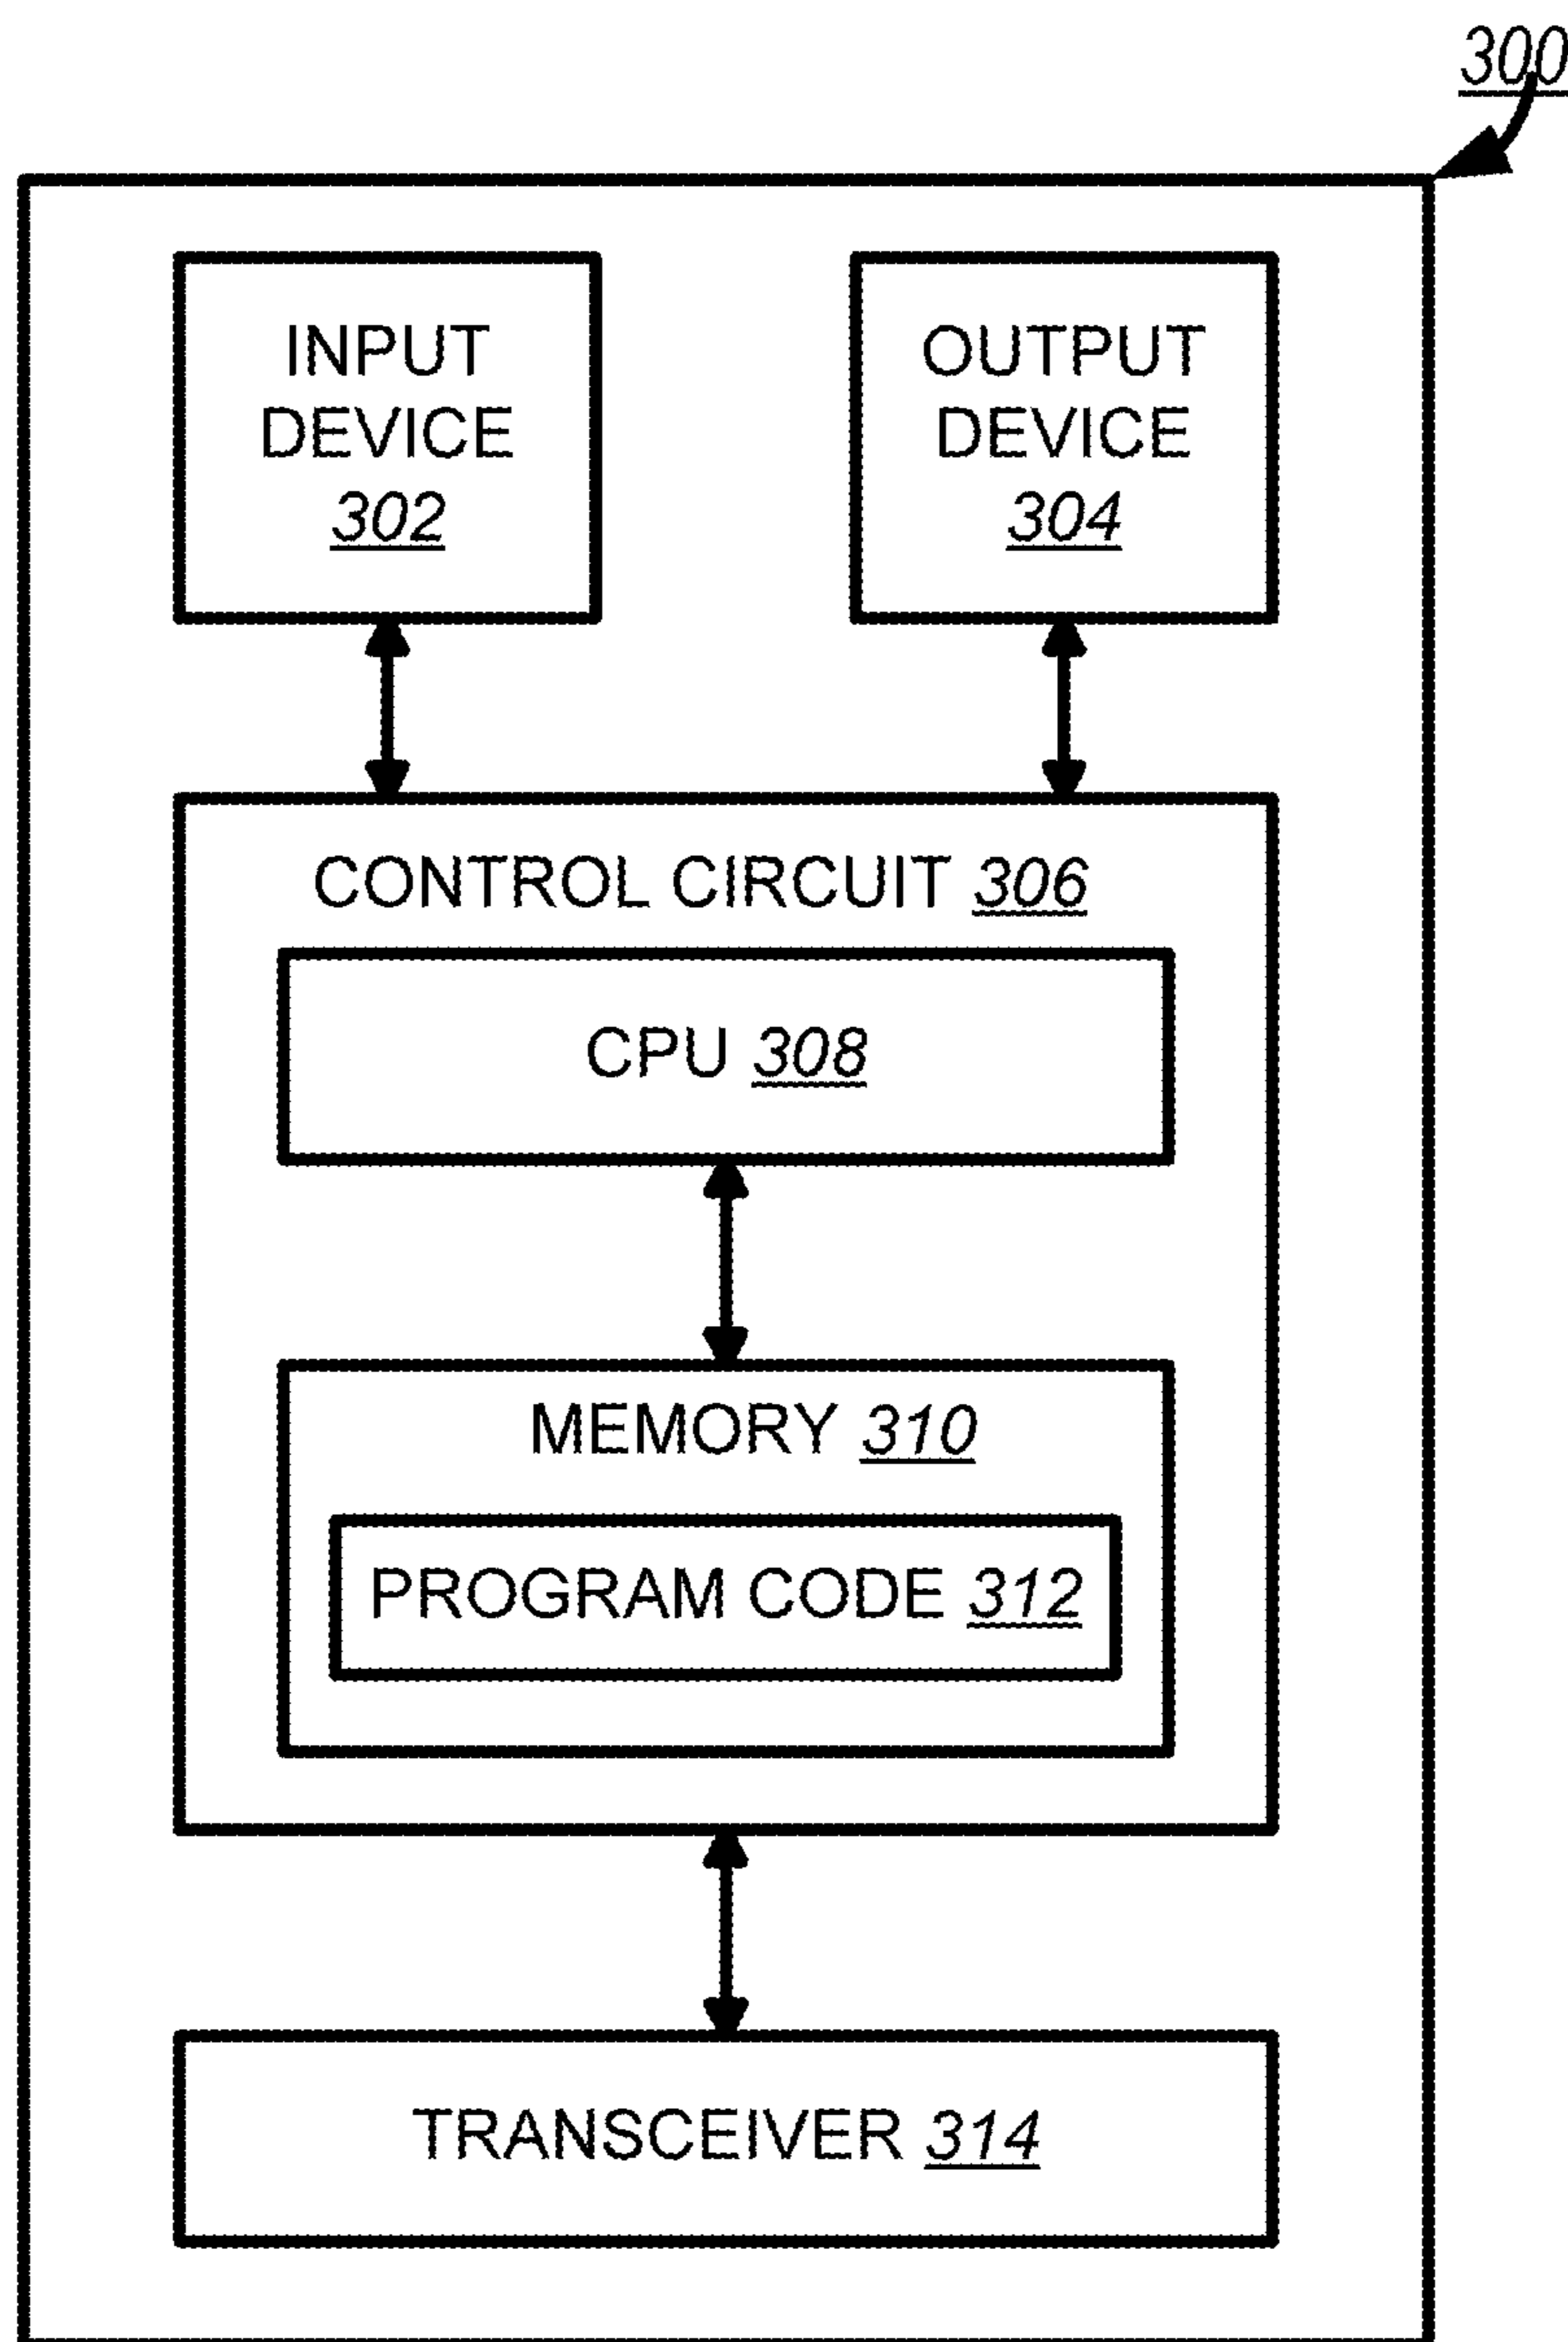 300
INPUT
DEVICE
302
OUTPUT
DEVICE
304
CONTROL CIRCUIT 306
CPU 308
MEMORY 310
PROGRAM CODE 312
TRANSCEIVER 314